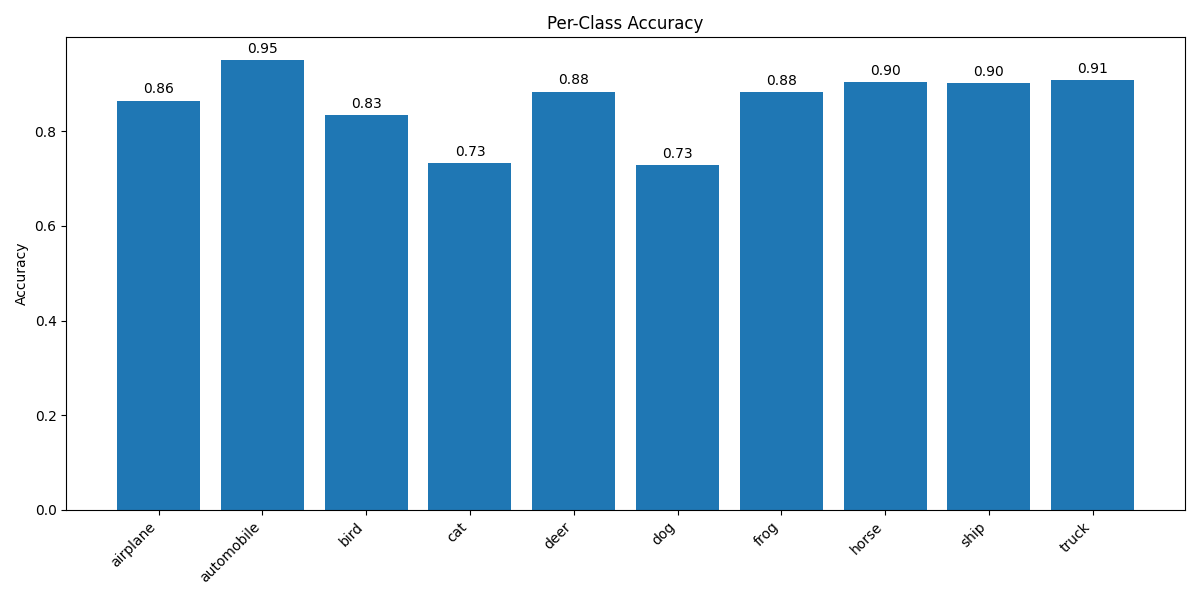 Per-Class Accuracy
0.86
0.95
0.83
0.73
0.88
0.73
0.88
0.90
0.90
0.91
Accuracy
0.8
0.6
0.4
0.2
0.0
airplane
automobile
bird
cat
deer
dog
frog
horse
ship
truck